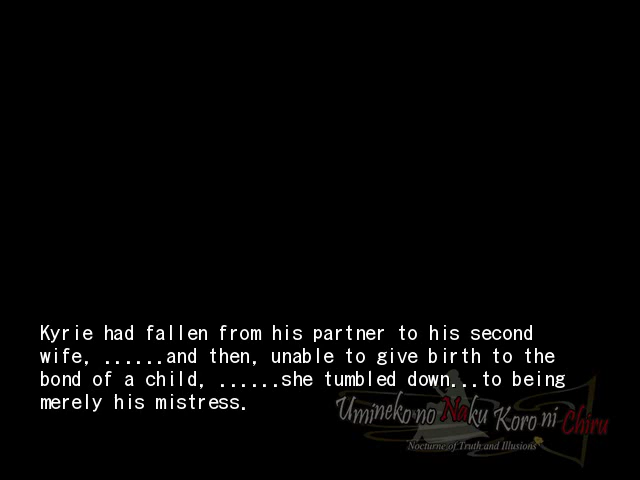 Kyrie had fallen from his partner to his second
wife, ......and then, unable to give birth to the
bond of a child, ......she tumbled down...to being
merely his mistress.
Umineko no Naku Koro ni Chiru
Nocturne of Truth and Illusions